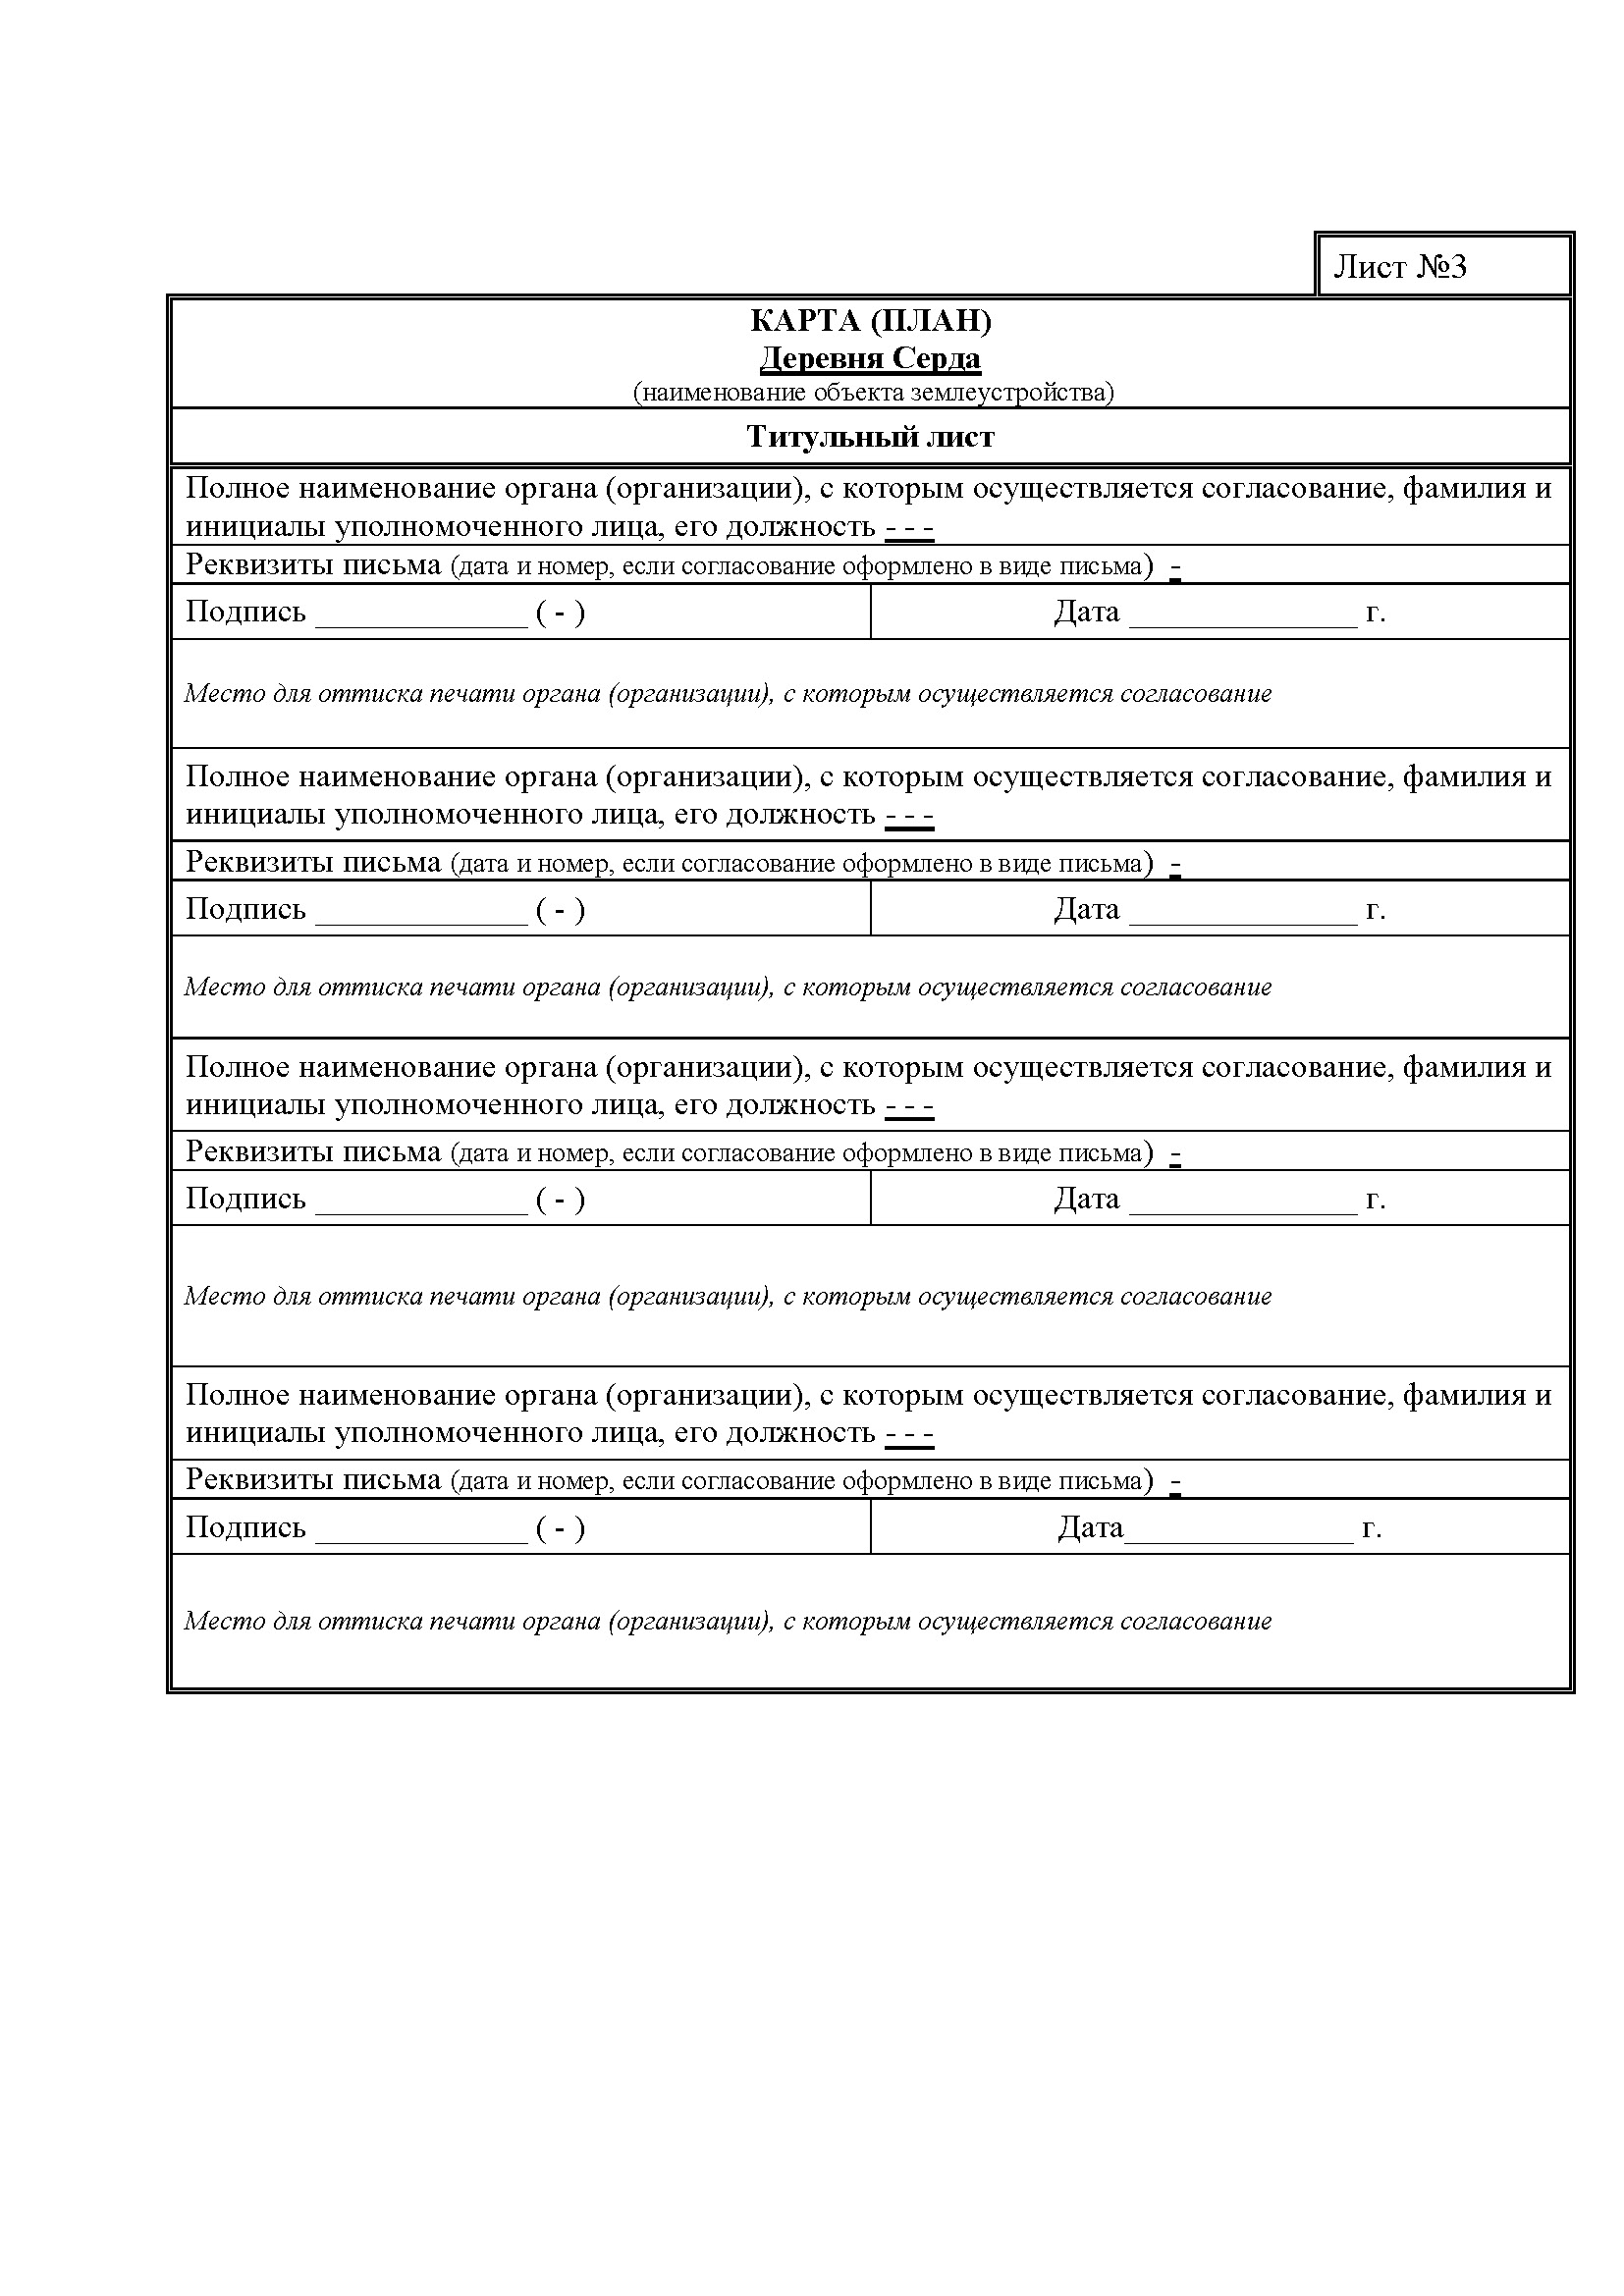 Лист №3
КАРТА (ПЛАН)
Деревня Серда
(наименование объекта землеустройства)
Титульный лист
Полное наименование органа (организации), с которым осуществляется согласование, фамилия и
инициалы уполномоченного лица, его должность - - -
Реквизиты письма (дата и номер, если согласование оформлено в виде письма) -
Подпись _____________ ( - ) Дата ______________ г.
Место для оттиска печати органа (организации), с которым осуществляется согласование
Полное наименование органа (организации), с которым осуществляется согласование, фамилия и
инициалы уполномоченного лица, его должность - - -
Реквизиты письма (дата и номер, если согласование оформлено в виде письма) -
Подпись _____________ ( - ) Дата ______________ г.
Место для оттиска печати органа (организации), с которым осуществляется согласование
Полное наименование органа (организации), с которым осуществляется согласование, фамилия и
инициалы уполномоченного лица, его должность - - -
Реквизиты письма (дата и номер, если согласование оформлено в виде письма) -
Подпись _____________ ( - ) Дата ______________ г.
Место для оттиска печати органа (организации), с которым осуществляется согласование
Полное наименование органа (организации), с которым осуществляется согласование, фамилия и
инициалы уполномоченного лица, его должность - - -
Реквизиты письма (дата и номер, если согласование оформлено в виде письма) -
Подпись _____________ ( - ) Дата______________ г.
Место для оттиска печати органа (организации), с которым осуществляется согласование